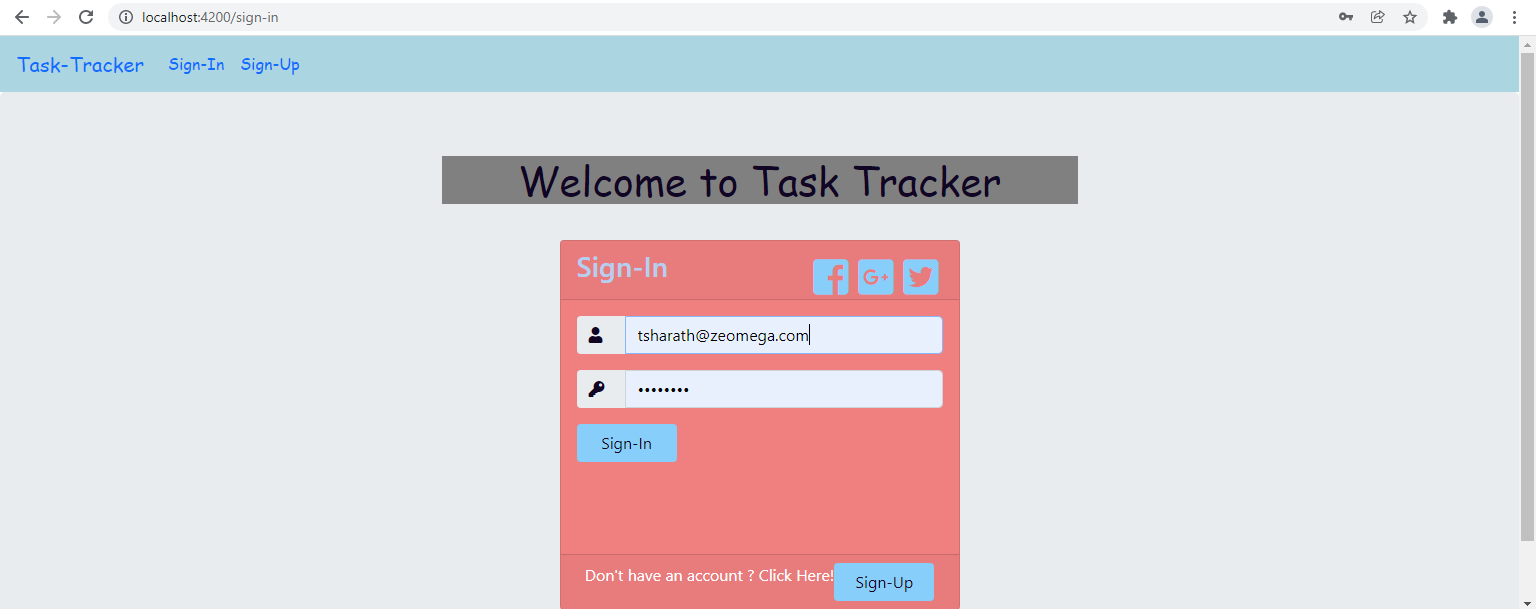 localhost:4200/sign-in
Task-Tracker Sign-In Sign-Up
Welcome to Task Tracker
Sign-In
G+
tsharath@zeomega.com
••••••••
Sign-In
Don't have an account ? Click Here! Sign-Up